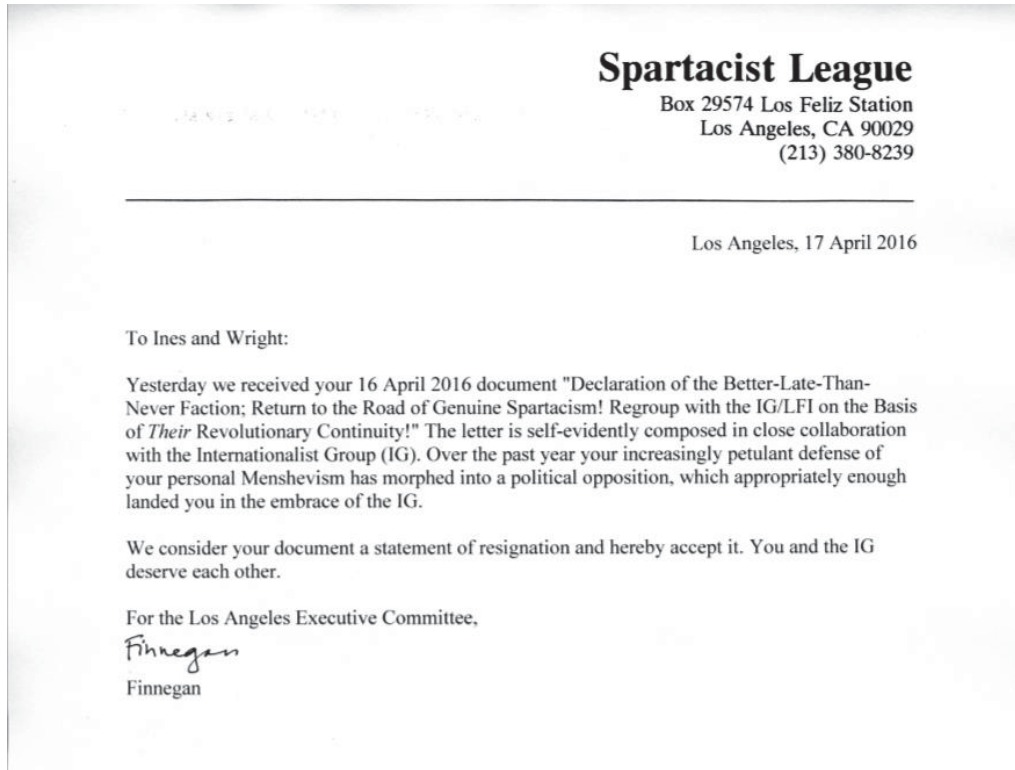 Spartacist League
Box 29574 Los Feliz Station
Los Angeles, CA 90029
(213) 380-8239
Los Angeles, 17 April 2016
To Ines and Wright:
Yesterday we received your 16 April 2016 document "Declaration of the Better-Late-Than-
Never Faction; Return to the Road of Genuine Spartacism! Regroup with the IG/LFI on the Basis
of Their Revolutionary Continuity!" The letter is self-evidently composed in close collaboration
with the Internationalist Group (IG). Over the past year your increasingly petulant defense of
your personal Menshevism has morphed into a political opposition, which appropriately enough
landed you in the embrace of the IG.
We consider your document a statement of resignation and hereby accept it. You and the IG
deserve each other.
For the Los Angeles Executive Committee,
Finnegan
Finnegan